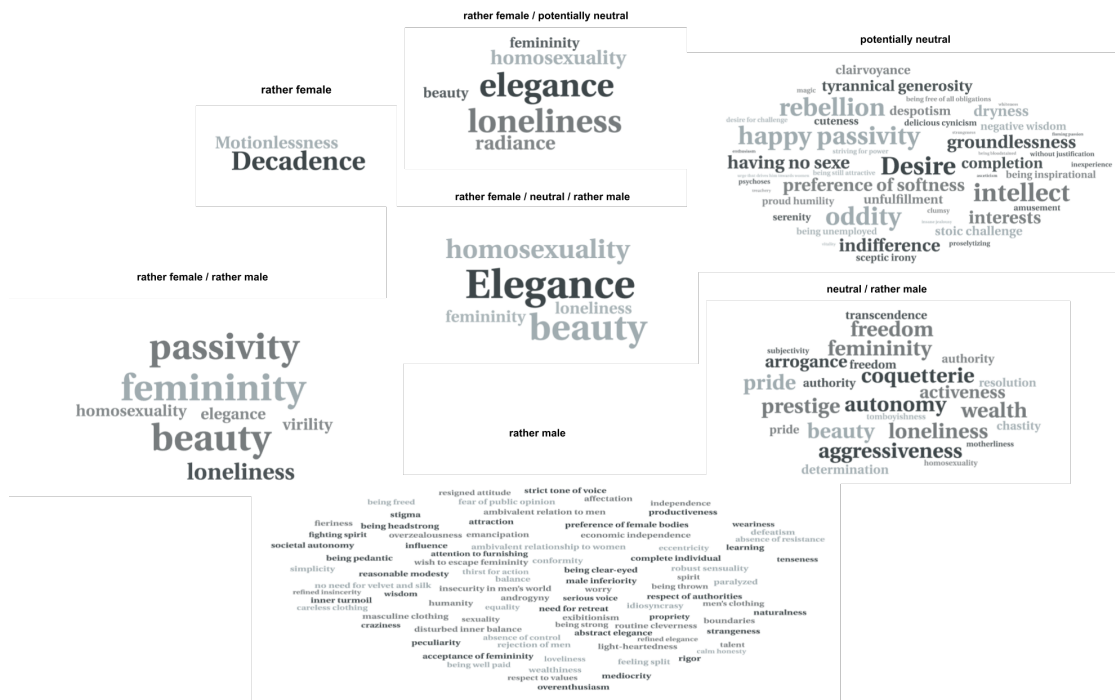 rather female / potentially neutral
femininity
homosexuality
beauty elegance
loneliness
radiance
potentially neutral
clairvoyance
magic tyrannical generosity
being free of all obligations
rebellion despotism dryness
desire for challenge cuteness delicious cynicism negative wisdom
happy passivity groundlessness
striving for power without justification
having no sexe Desire completion inexperience
being still attractive being inspirational
psychoses preference of softness intellect
proud humility unfulfillment amusement
serenity oddity clumsy interests
being unemployed stoic challenge
indifference proselytizing
sceptic irony
rather female
Motionlessness
Decadence
rather female / neutral / rather male
homosexuality
Elegance
loneliness
femininity beauty
rather female / rather male
passivity
femininity
homosexuality elegance
virility
beauty
loneliness
neutral / rather male
transcendence
freedom
subjectivity femininity
arrogance freedom authority
pride authority coquetterie resolution
activeness
prestige autonomy wealth
tomboyishness
pride beauty loneliness chastity
motherliness
aggressiveness
determination homosexuality
rather male
resigned attitude strict tone of voice
being freed fear of public opinion affectation independence
stigma ambivalent relation to men productiveness
fieriness being headstrong attraction preference of female bodies weariness
fighting spirit overzealousness emancipation economic independence defeatism
absence of resistance
societal autonomy influence ambivalent relationship to women eccentricity learning
being pedantic attention to furnishing complete individual tenseness
wish to escape femininity conformity
simplicity reasonable modesty thirst for action being clear-eyed robust sensuality
balance male inferiority spirit
no need for velvet and silk insecurity in men's world worry being thrown paralyzed
refined insincerity wisdom
inner turmoil androgyny serious voice respect of authorities
careless clothing humanity equality need for retreat idiosyncrasy men's clothing
naturalness
masculine clothing sexuality exibitionism propriety boundaries
craziness disturbed inner balance being strong routine cleverness
abstract elegance strangeness
peculiarity absence of control refined elegance
rejection of men light-heartedness talent
calm honesty
acceptance of femininity loveliness feeling split rigor
being well paid
wealthiness
respect to values mediocrity
overenthusiasm